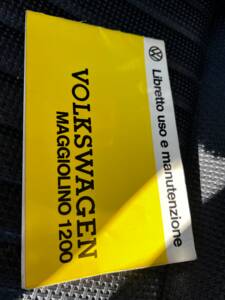 Libretto uso e manutenzione
VOLKSWAGEN
MAGGIOLINO 1200